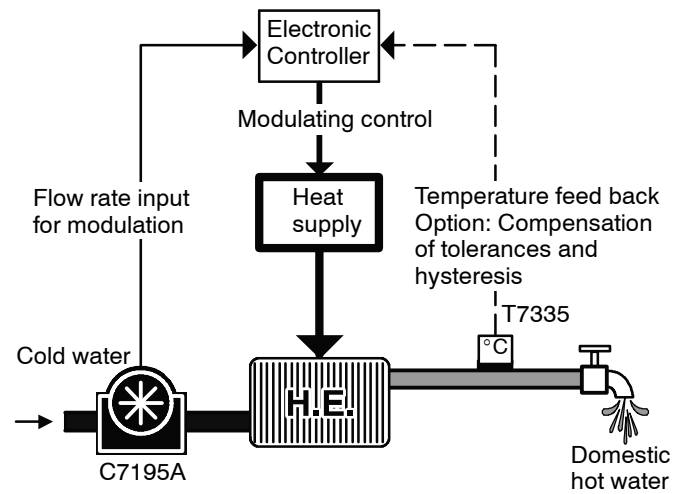 Electronic
Controller
Modulating control
Flow rate input
for modulation
Heat
supply
Temperature feed back
Option: Compensation
of tolerances and
hysteresis
T7335
°C
Cold water
H.E.
C7195A
Domestic
hot water